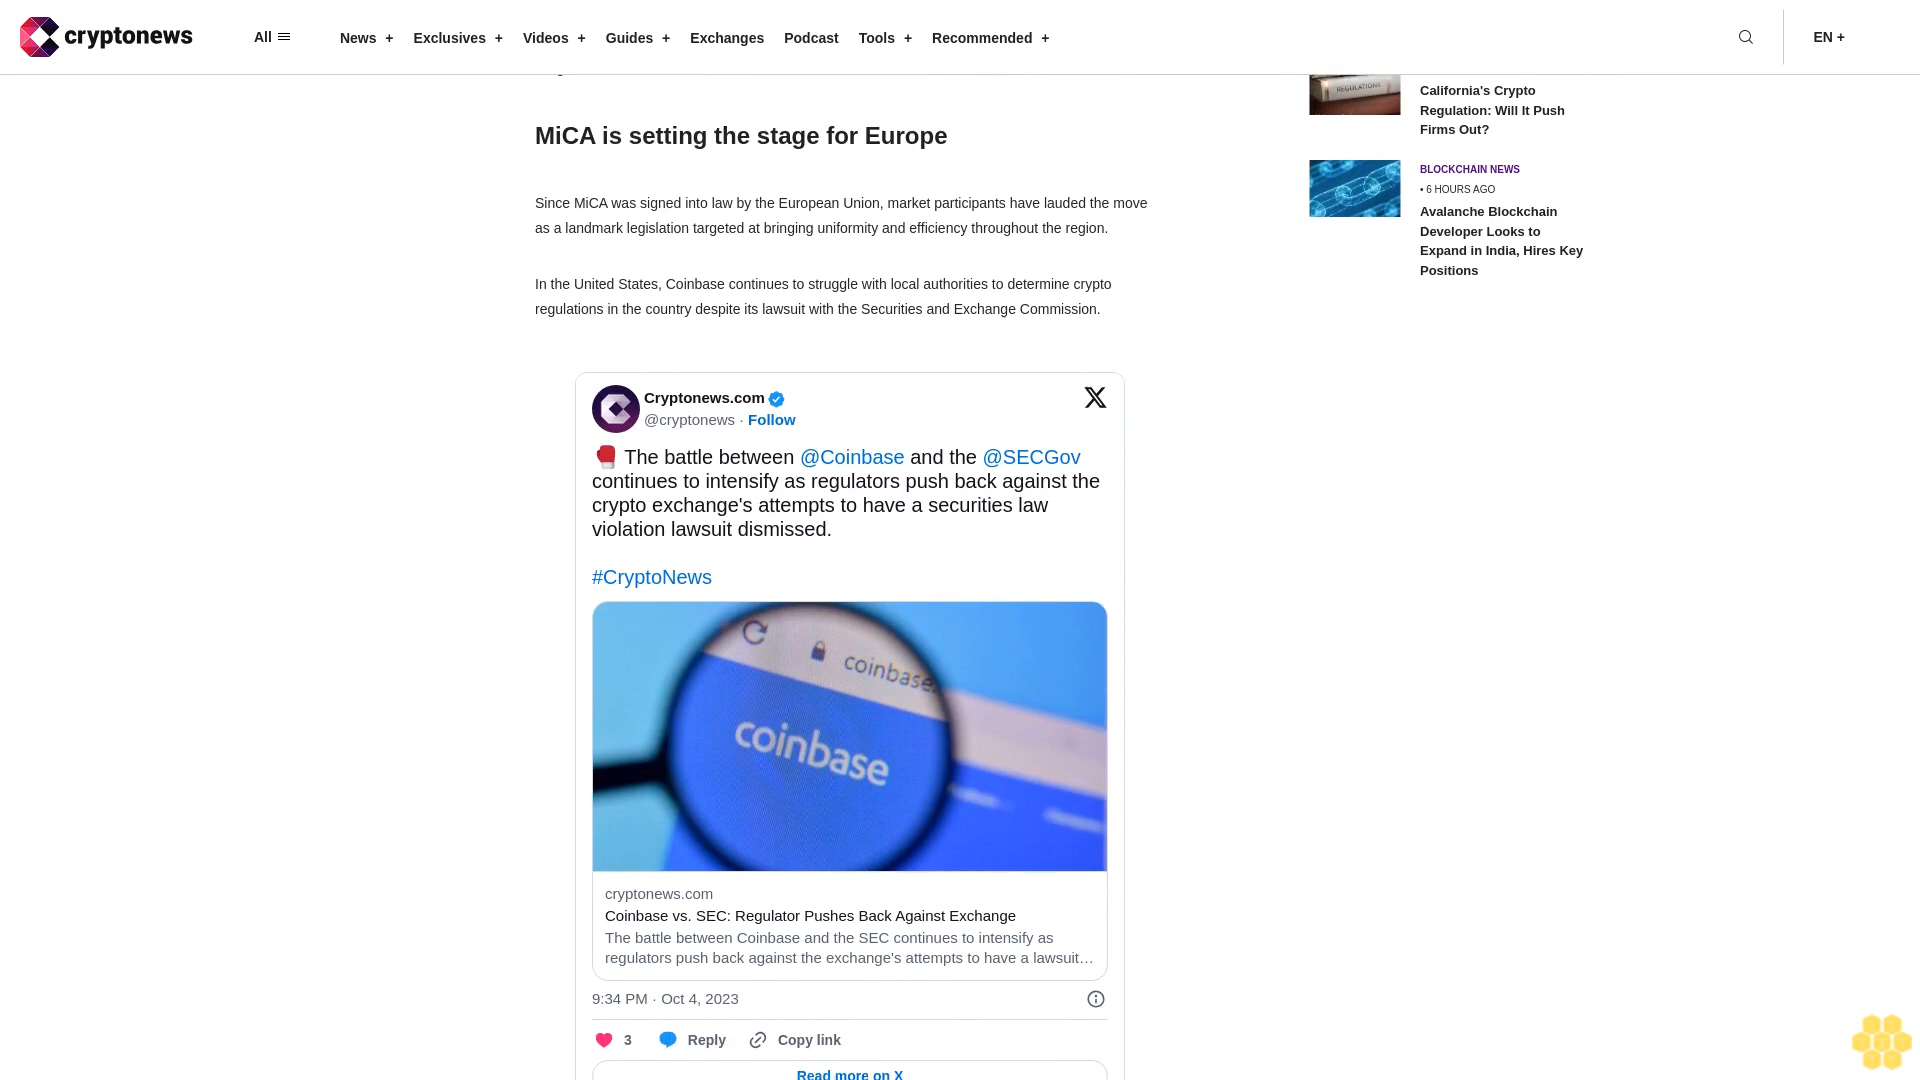 cryptonews
All
News +
Exclusives +
Videos +
Guides +
Exchanges
Podcast
Tools +
Recommended +
EN +
MiCA is setting the stage for Europe
Since MiCA was signed into law by the European Union, market participants have lauded the move
as a landmark legislation targeted at bringing uniformity and efficiency throughout the region.
In the United States, Coinbase continues to struggle with local authorities to determine crypto
regulations in the country despite its lawsuit with the Securities and Exchange Commission.
Cryptonews.com
@cryptonews · Follow
The battle between @Coinbase and the @SECGov
continues to intensify as regulators push back against the
crypto exchange's attempts to have a securities law
violation lawsuit dismissed.
#CryptoNews
coinbase
coinbase
cryptonews.com
Coinbase vs. SEC: Regulator Pushes Back Against Exchange
The battle between Coinbase and the SEC continues to intensify as
regulators push back against the exchange's attempts to have a lawsuit…
9:34 PM · Oct 4, 2023
3
Reply
Copy link
Read more on X
REGULATIONS
California's Crypto
Regulation: Will It Push
Firms Out?
BLOCKCHAIN NEWS
• 6 HOURS AGO
Avalanche Blockchain
Developer Looks to
Expand in India, Hires Key
Positions